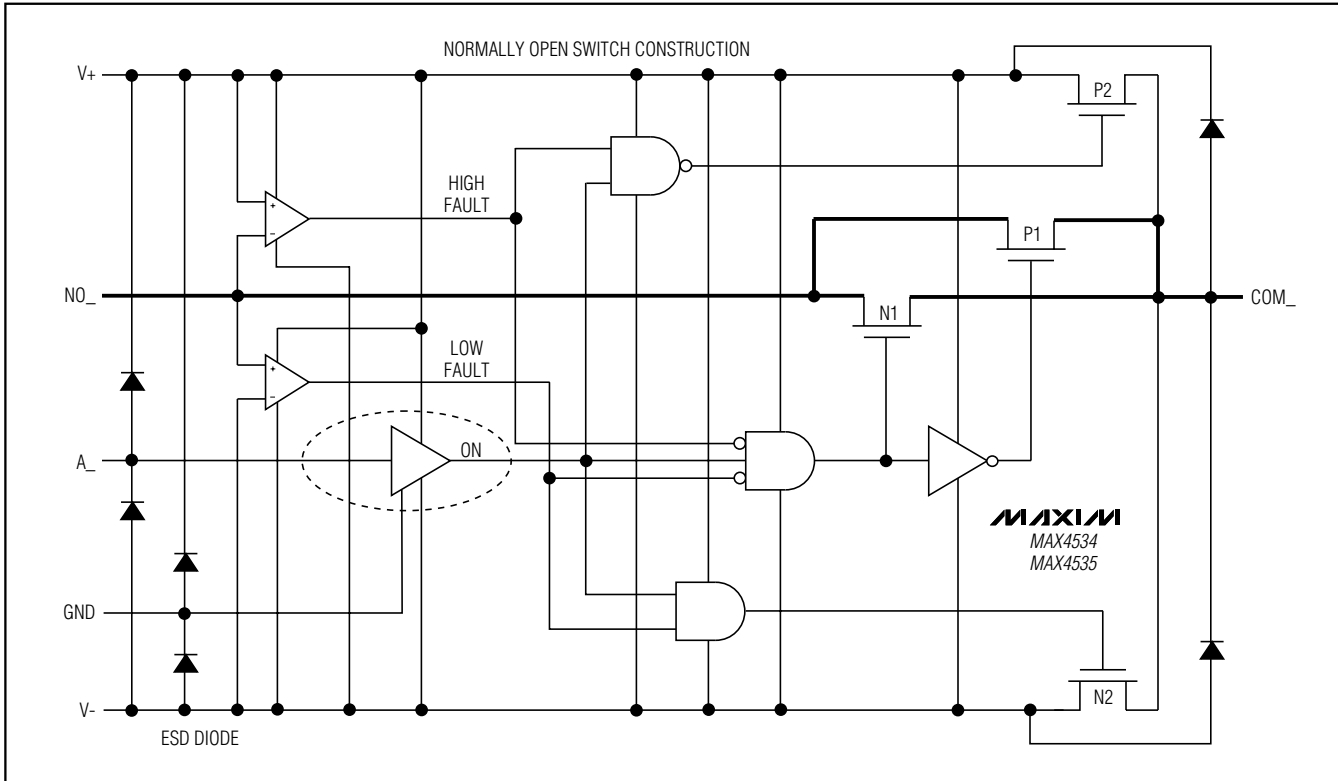 NORMALLY OPEN SWITCH CONSTRUCTION
V+
P2
HIGH
FAULT
+
-
P1
NO_
COM_
N1
LOW
FAULT
+
-
ON
A_
MAXIM
MAX4534
MAX4535
GND
N2
V-
ESD DIODE